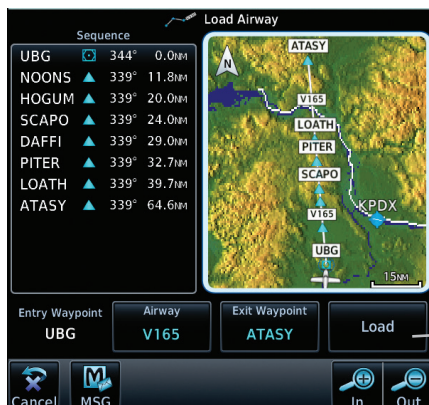 Load Airway
Sequence
UBG 344° 0.0NM
NOONS 339° 11.8NM
HOGUM 339° 20.0NM
SCAPO 339° 24.0NM
DAFFI 339° 29.0NM
PITER 339° 32.7NM
LOATH 339° 39.7NM
ATASY 339° 64.6NM
N
ATASY
V165
LOATH
PITER
SCAPO
KPDX
V165
UBG
15NM
Entry Waypoint
UBG
Airway
V165
Exit Waypoint
ATASY
Load
Cancel
M
MSG
In
Out